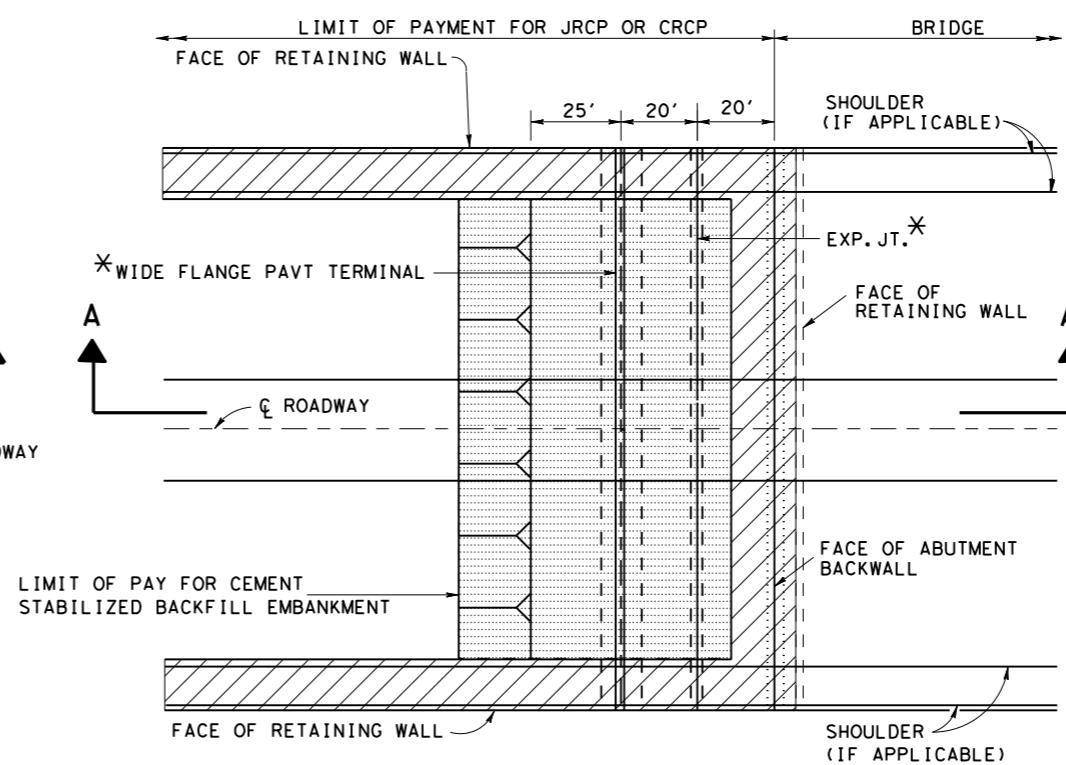 LIMIT OF PAYMENT FOR JRCP OR CRCP
BRIDGE
FACE OF RETAINING WALL
25'
20'
20'
SHOULDER
(IF APPLICABLE)
EXP. JT.*
*WIDE FLANGE PAVT TERMINAL
FACE OF
RETAINING WALL
A
A
℄ ROADWAY
WAY
FACE OF ABUTMENT
BACKWALL
LIMIT OF PAY FOR CEMENT
STABILIZED BACKFILL EMBANKMENT
FACE OF RETAINING WALL
SHOULDER
(IF APPLICABLE)